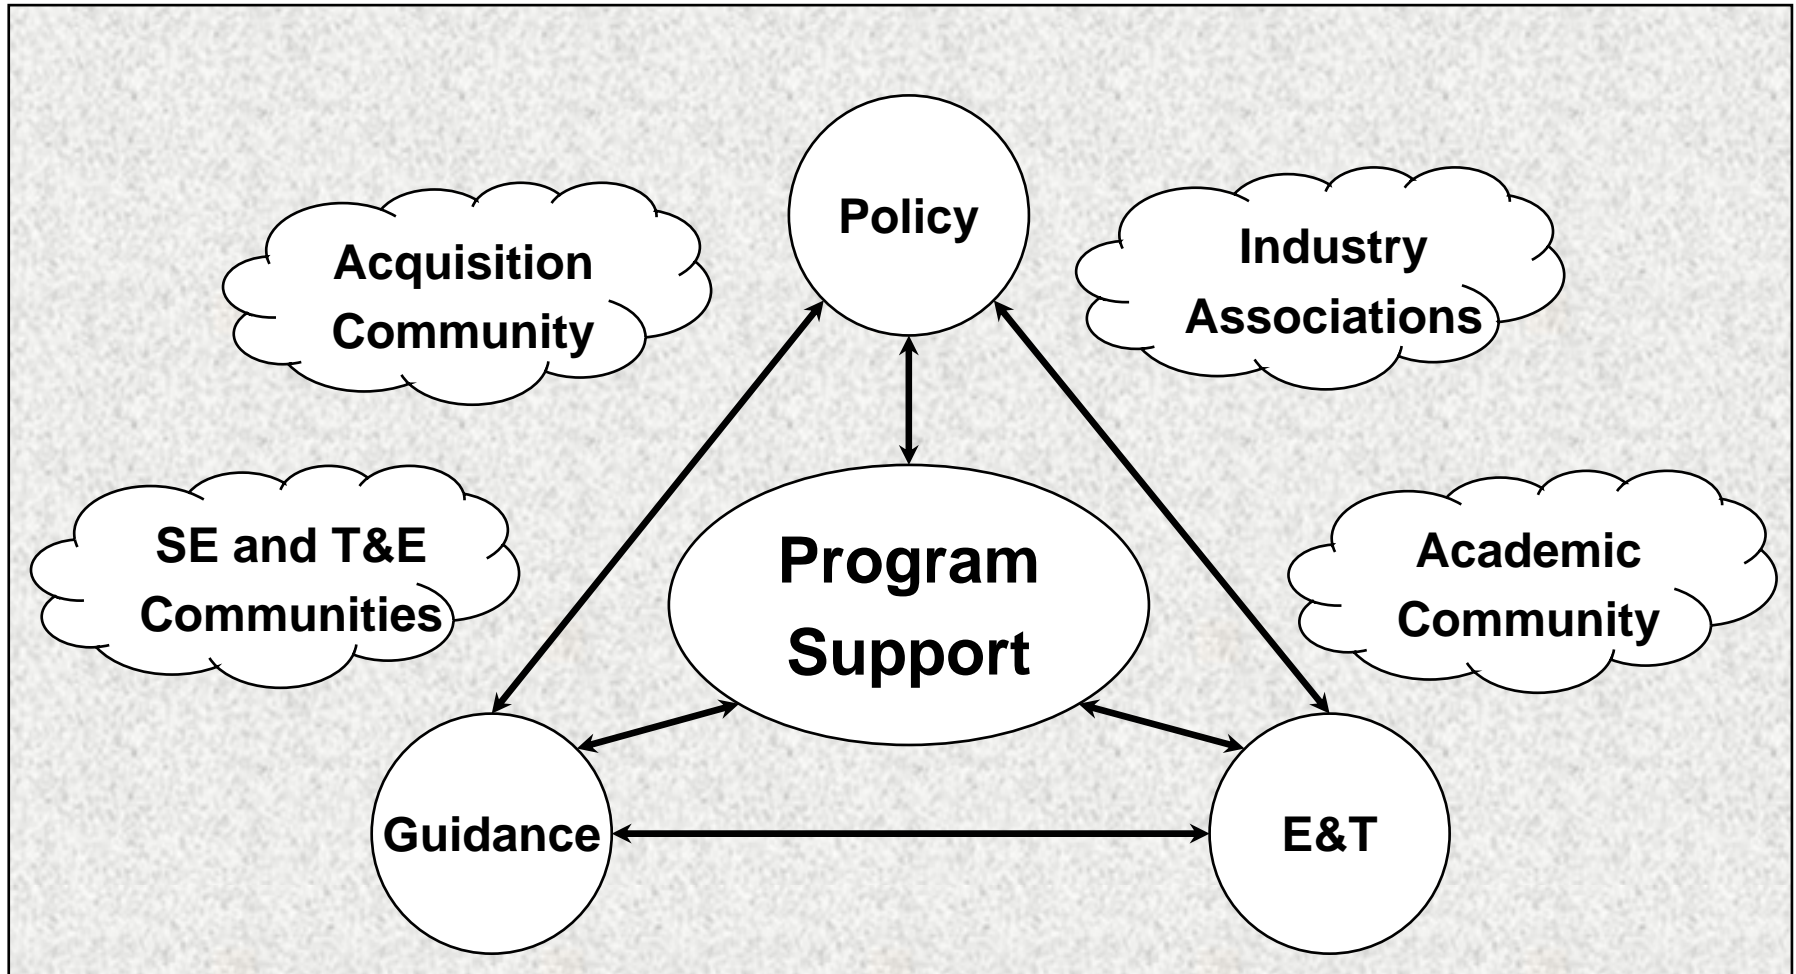 Policy
Acquisition
Community
Industry
Associations
SE and T&E
Communities
Program
Support
Academic
Community
Guidance
E&T